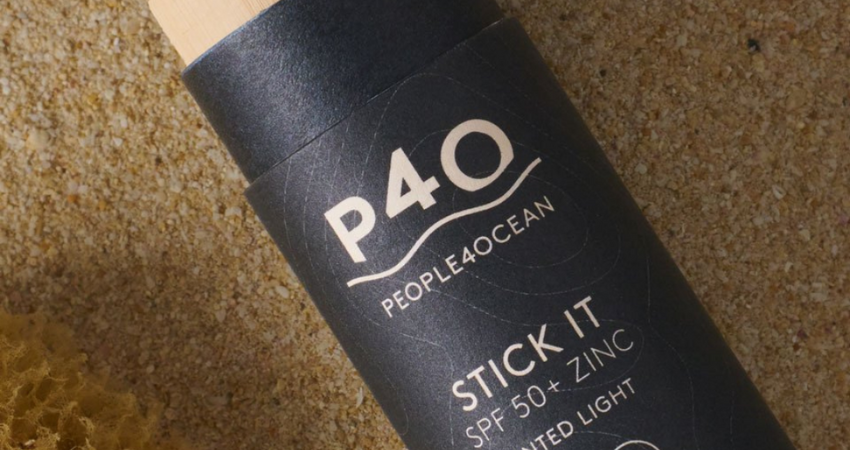 P4O
PEOPLE4OCEAN
STICK IT
SPF 50+ ZINC
LIGHT